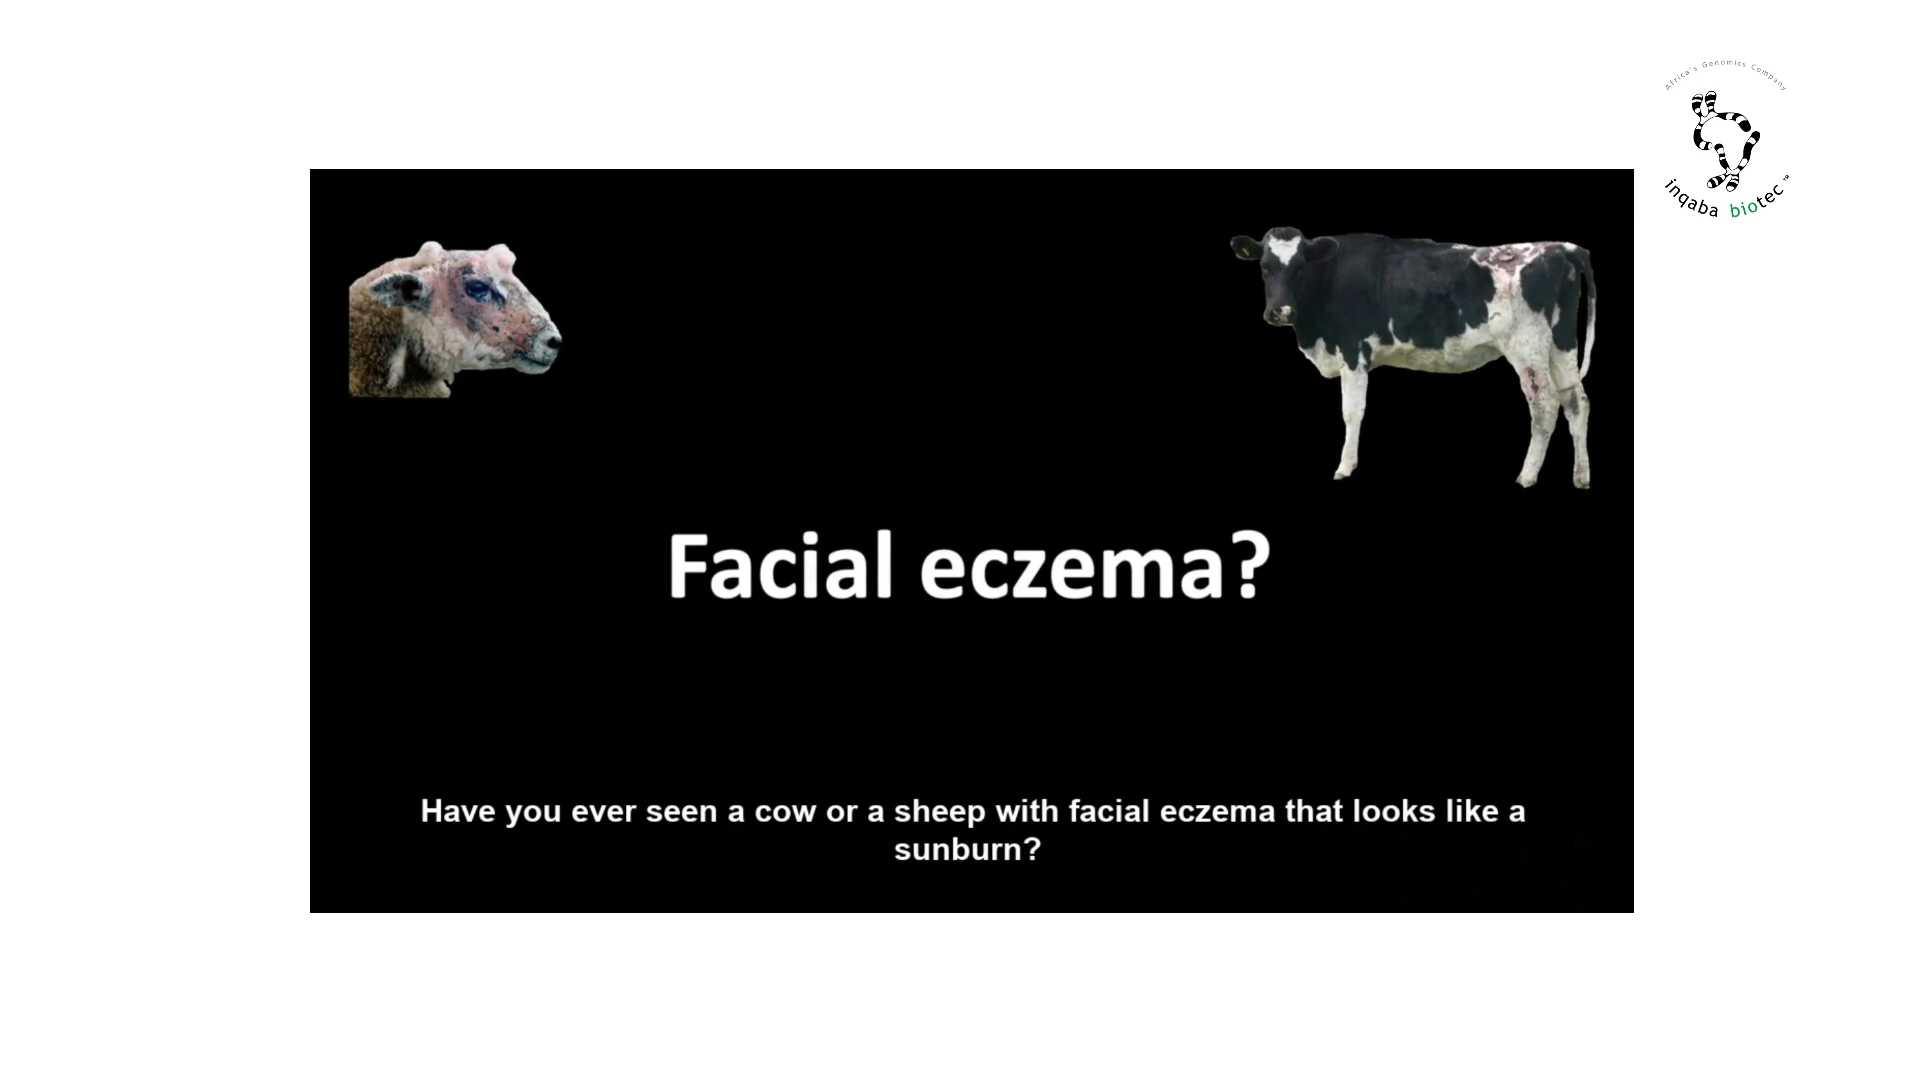 Africa's Genomics Company
inqaba biotec™
Facial eczema?
Have you ever seen a cow or a sheep with facial eczema that looks like a
sunburn?